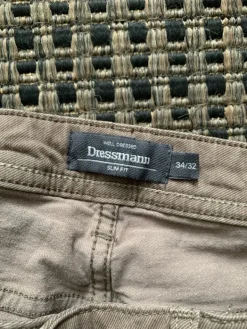 WELL DRESSED
Dressmann
SLIM FIT
34/32